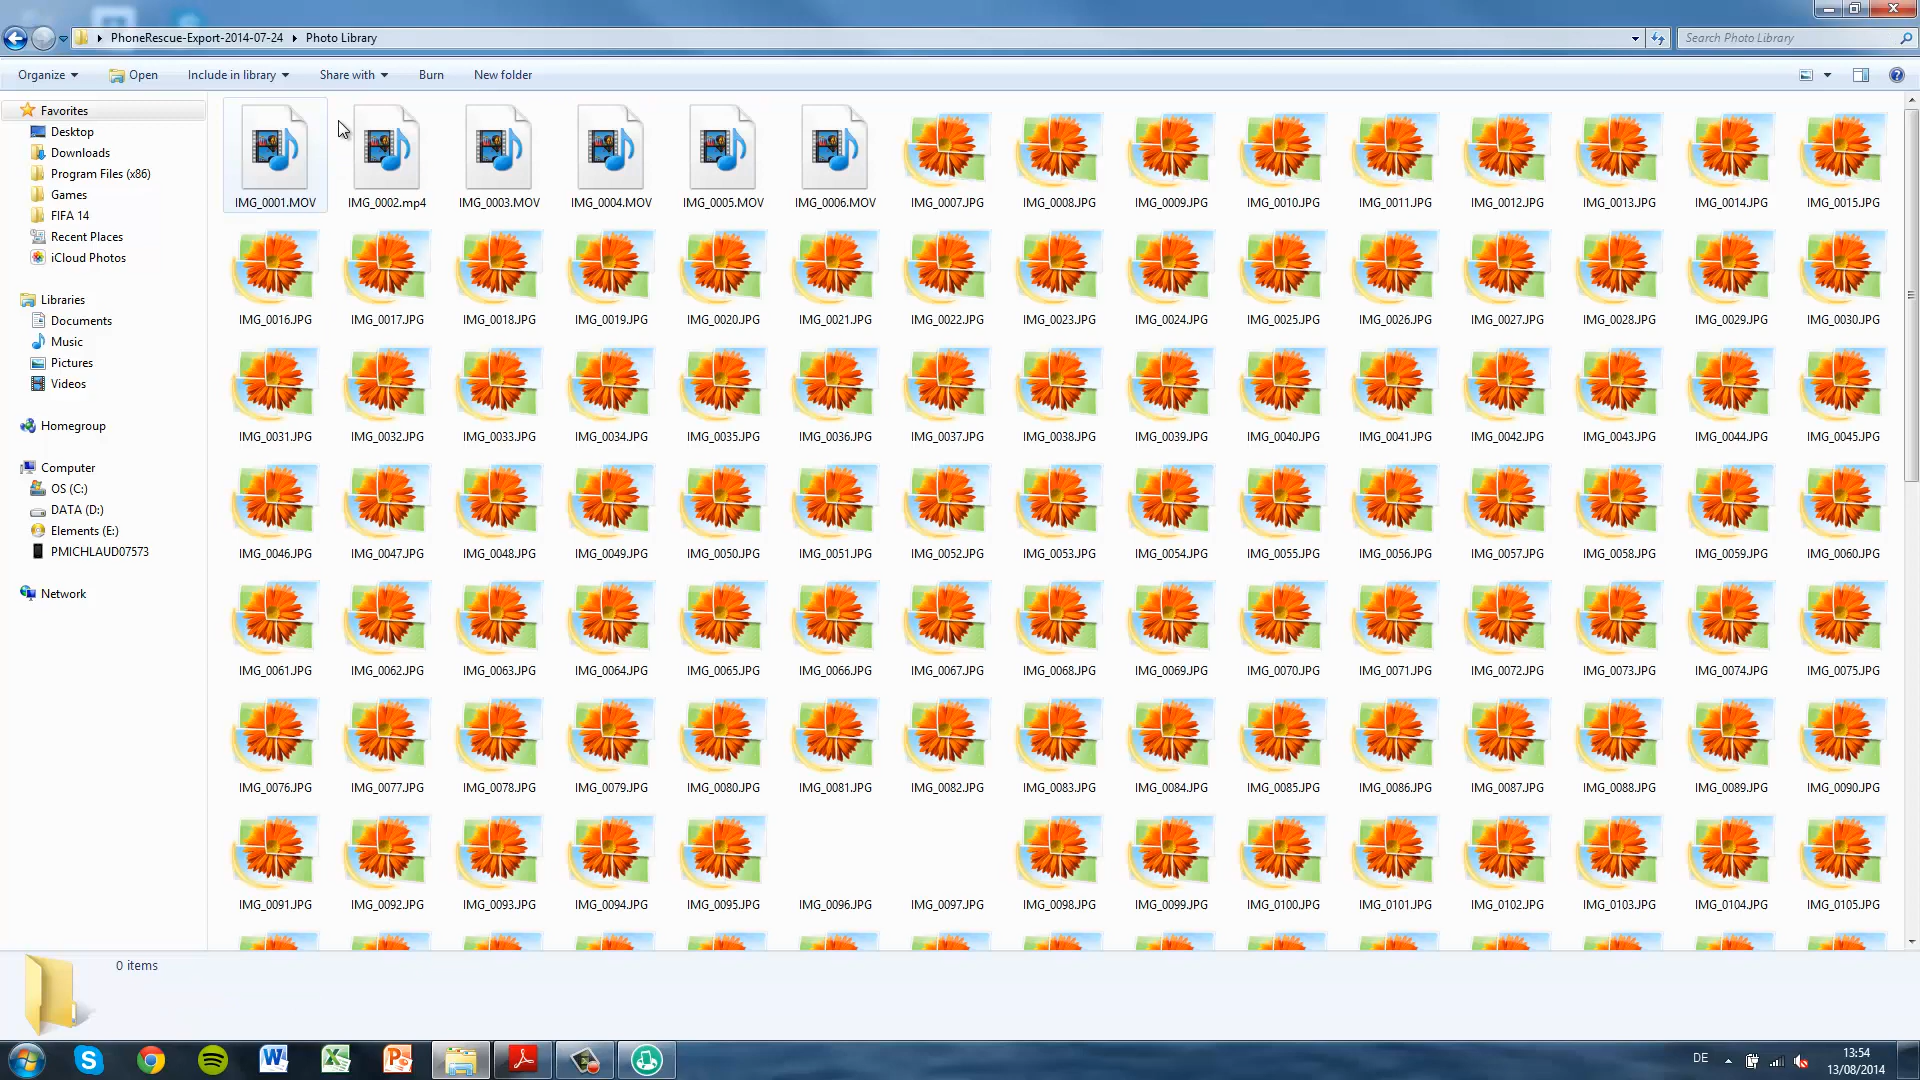 PhoneRescue-Export-2014-07-24 Photo Library
Search Photo Library
Organize Open Include in library Share with Burn New folder
Favorites
Desktop
Downloads
Program Files (x86)
Games
FIFA 14
Recent Places
iCloud Photos
Libraries
Documents
Music
Pictures
Videos
Homegroup
Computer
OS (C:)
DATA (D:)
Elements (E:)
PMICHLAUD07573
Network
IMG_0001.MOV IMG_0002.mp4 IMG_0003.MOV IMG_0004.MOV IMG_0005.MOV IMG_0006.MOV IMG_0007.JPG IMG_0008.JPG IMG_0009.JPG IMG_0010.JPG IMG_0011.JPG IMG_0012.JPG IMG_0013.JPG IMG_0014.JPG IMG_0015.JPG
IMG_0016.JPG IMG_0017.JPG IMG_0018.JPG IMG_0019.JPG IMG_0020.JPG IMG_0021.JPG IMG_0022.JPG IMG_0023.JPG IMG_0024.JPG IMG_0025.JPG IMG_0026.JPG IMG_0027.JPG IMG_0028.JPG IMG_0029.JPG IMG_0030.JPG
IMG_0031.JPG IMG_0032.JPG IMG_0033.JPG IMG_0034.JPG IMG_0035.JPG IMG_0036.JPG IMG_0037.JPG IMG_0038.JPG IMG_0039.JPG IMG_0040.JPG IMG_0041.JPG IMG_0042.JPG IMG_0043.JPG IMG_0044.JPG IMG_0045.JPG
IMG_0046.JPG IMG_0047.JPG IMG_0048.JPG IMG_0049.JPG IMG_0050.JPG IMG_0051.JPG IMG_0052.JPG IMG_0053.JPG IMG_0054.JPG IMG_0055.JPG IMG_0056.JPG IMG_0057.JPG IMG_0058.JPG IMG_0059.JPG IMG_0060.JPG
IMG_0061.JPG IMG_0062.JPG IMG_0063.JPG IMG_0064.JPG IMG_0065.JPG IMG_0066.JPG IMG_0067.JPG IMG_0068.JPG IMG_0069.JPG IMG_0070.JPG IMG_0071.JPG IMG_0072.JPG IMG_0073.JPG IMG_0074.JPG IMG_0075.JPG
IMG_0076.JPG IMG_0077.JPG IMG_0078.JPG IMG_0079.JPG IMG_0080.JPG IMG_0081.JPG IMG_0082.JPG IMG_0083.JPG IMG_0084.JPG IMG_0085.JPG IMG_0086.JPG IMG_0087.JPG IMG_0088.JPG IMG_0089.JPG IMG_0090.JPG
IMG_0091.JPG IMG_0092.JPG IMG_0093.JPG IMG_0094.JPG IMG_0095.JPG IMG_0096.JPG IMG_0097.JPG IMG_0098.JPG IMG_0099.JPG IMG_0100.JPG IMG_0101.JPG IMG_0102.JPG IMG_0103.JPG IMG_0104.JPG IMG_0105.JPG
0 items
DE
13:54
13/08/2014